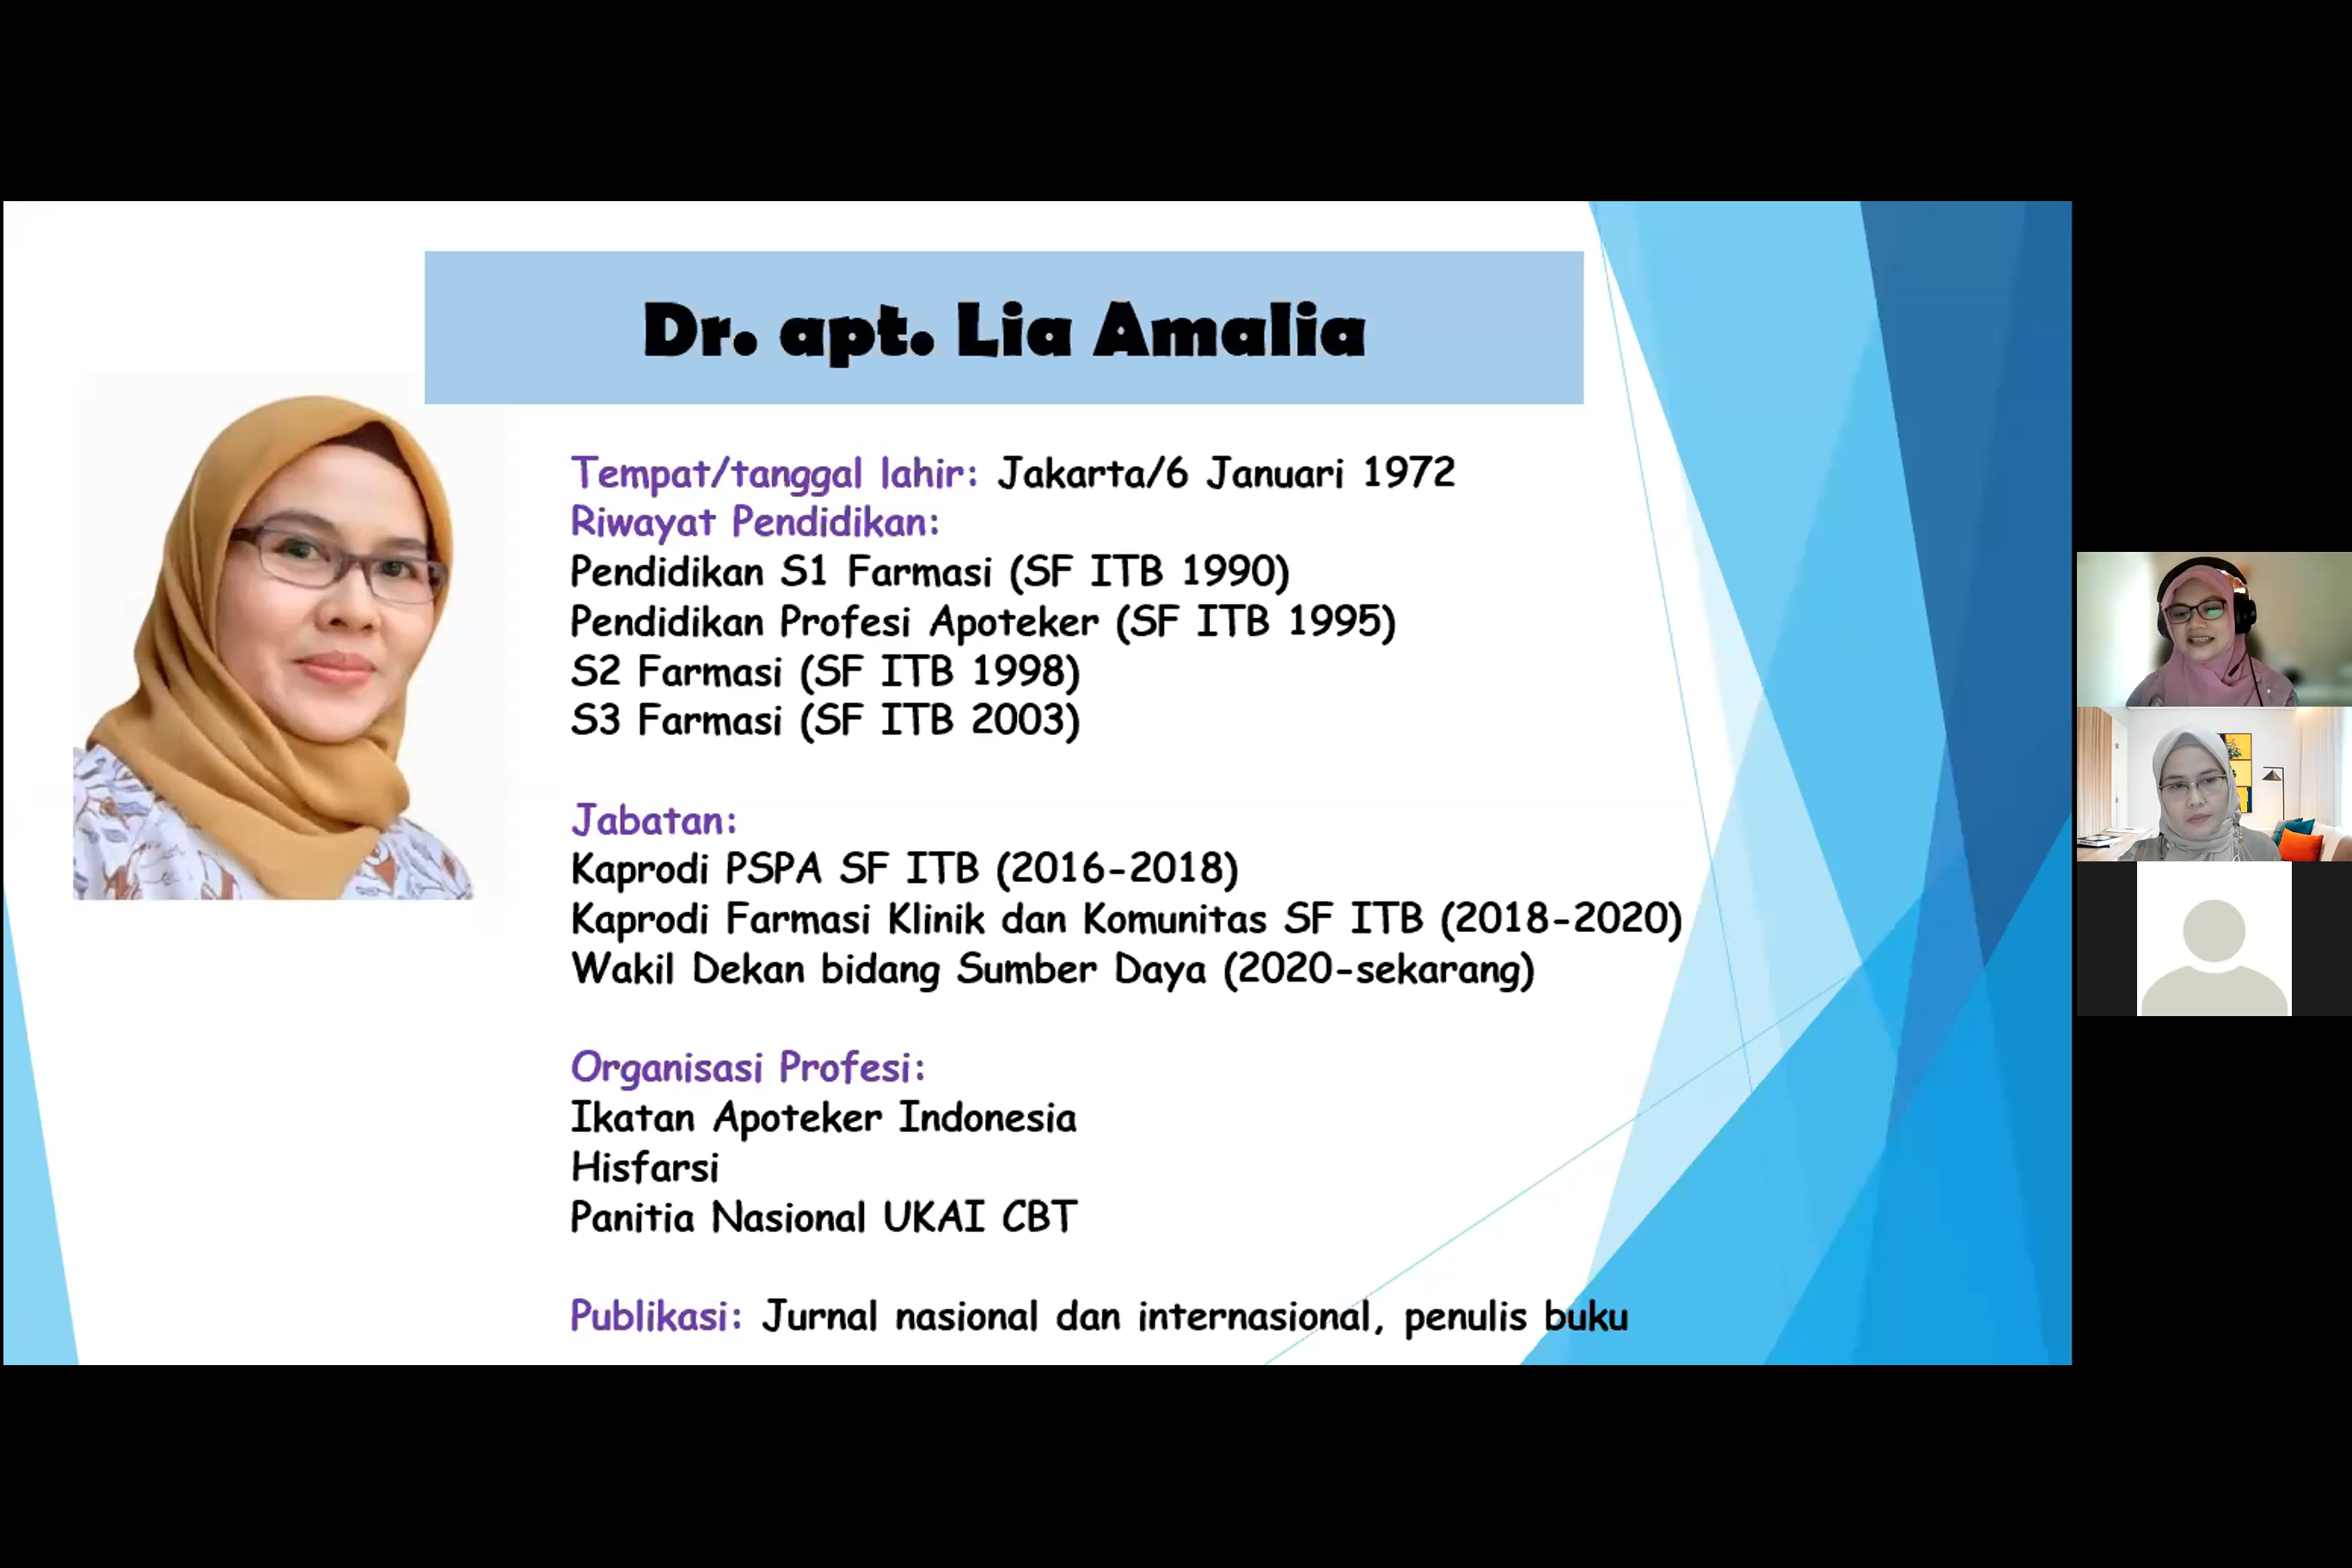 Dr. apt. Lia Amalia
Tempat/tanggal lahir: Jakarta/6 Januari 1972
Riwayat Pendidikan:
Pendidikan S1 Farmasi (SF ITB 1990)
Pendidikan Profesi Apoteker (SF ITB 1995)
S2 Farmasi (SF ITB 1998)
S3 Farmasi (SF ITB 2003)
Jabatan:
Kaprodi PSPA SF ITB (2016-2018)
Kaprodi Farmasi Klinik dan Komunitas SF ITB (2018-2020)
Wakil Dekan bidang Sumber Daya (2020-sekarang)
Organisasi Profesi:
Ikatan Apoteker Indonesia
Hisfarsi
Panitia Nasional UKAI CBT
Publikasi: Jurnal nasional dan internasional, penulis buku